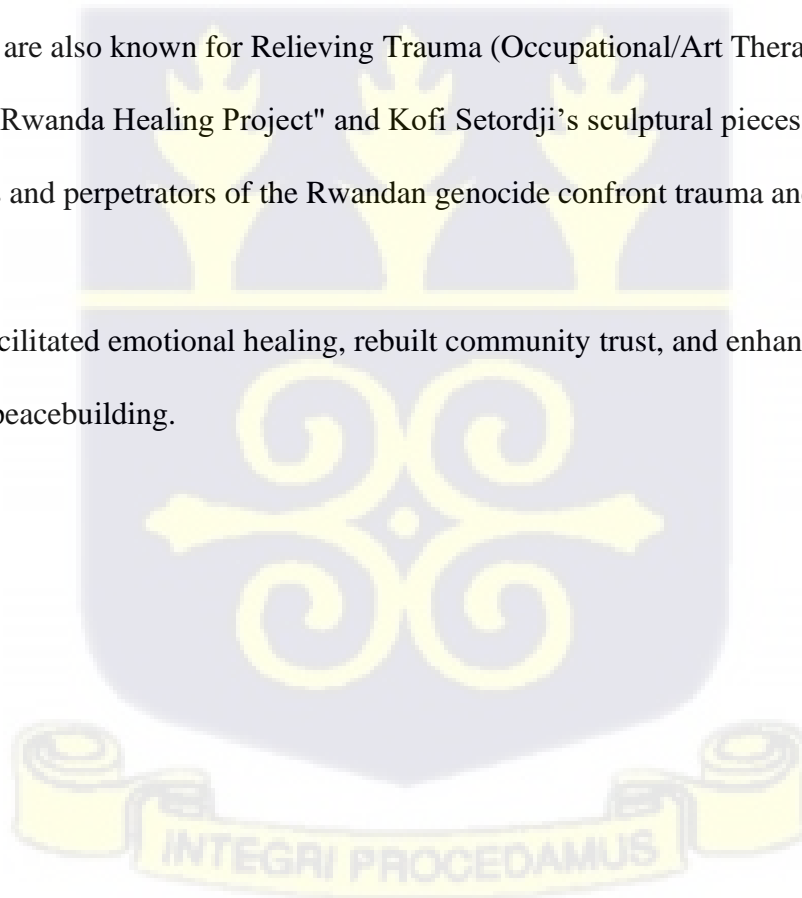 are also known for Relieving Trauma (Occupational/Art Thera
Rwanda Healing Project" and Kofi Setordji’s sculptural pieces
and perpetrators of the Rwandan genocide confront trauma an
cilitated emotional healing, rebuilt community trust, and enhan
peacebuilding.
INTEGRI PROCEDAMUS